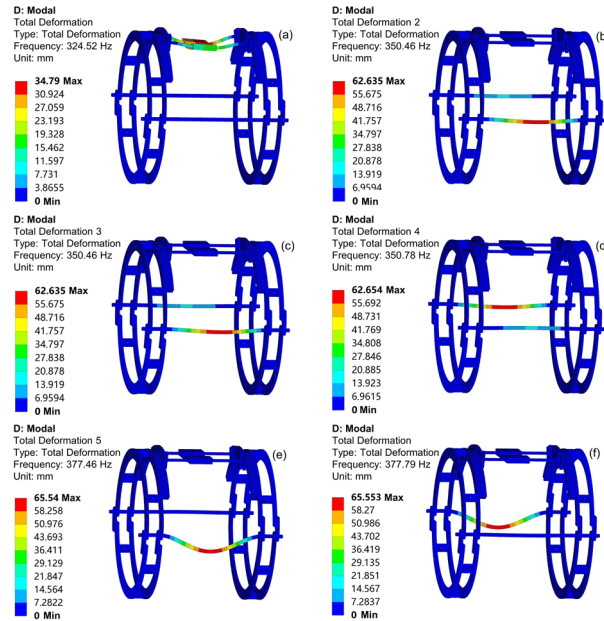 D: Modal
Total Deformation
Type: Total Deformation
Frequency: 324.52 Hz
Unit: mm
(a)
34.79 Max
30.924
27.059
23.193
19.328
15.462
11.597
7.731
3.8655
0 Min
D: Modal
Total Deformation 2
Type: Total Deformation
Frequency: 350.46 Hz
Unit: mm
(b)
62.635 Max
55.675
48.716
41.757
34.797
27.838
20.878
13.919
6.9594
0 Min
D: Modal
Total Deformation 3
Type: Total Deformation
Frequency: 350.46 Hz
Unit: mm
(c)
62.635 Max
55.675
48.716
41.757
34.797
27.838
20.878
13.919
6.9594
0 Min
D: Modal
Total Deformation 4
Type: Total Deformation
Frequency: 350.78 Hz
Unit: mm
(d)
62.654 Max
55.692
48.731
41.769
34.808
27.846
20.885
13.923
6.9615
0 Min
D: Modal
Total Deformation 5
Type: Total Deformation
Frequency: 377.46 Hz
Unit: mm
(e)
65.54 Max
58.258
50.976
43.693
36.411
29.129
21.847
14.564
7.2822
0 Min
D: Modal
Total Deformation
Type: Total Deformation
Frequency: 377.79 Hz
Unit: mm
(f)
65.553 Max
58.27
50.986
43.702
36.419
29.135
21.851
14.567
7.2837
0 Min